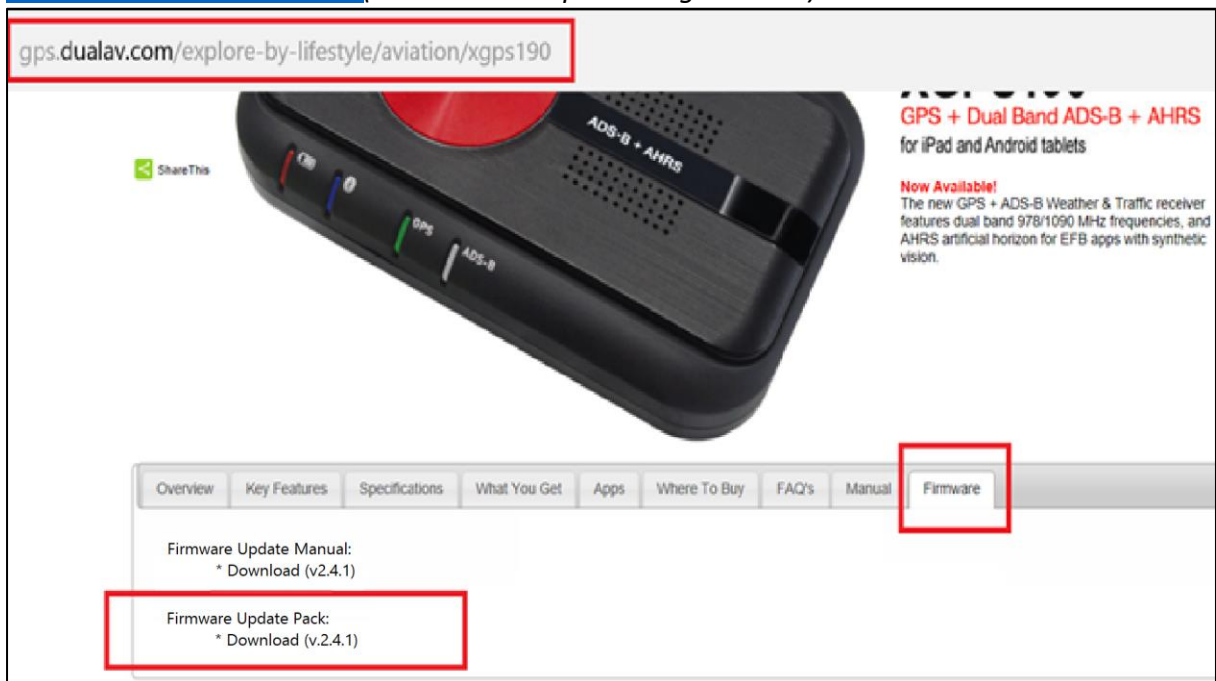 gps.dualav.com/explore-by-lifestyle/aviation/xgps190
GPS + Dual Band ADS-B + AHRS
for iPad and Android tablets
ShareThis
Now Available!
The new GPS + ADS-B Weather & Traffic receiver
features dual band 978/1090 MHz frequencies, and
AHRS artificial horizon for EFB apps with synthetic
vision.
ADS-B + AHRS
GPS
ADS-B
Overview Key Features Specifications What You Get Apps Where To Buy FAQ's Manual Firmware
Firmware Update Manual:
* Download (v2.4.1)
Firmware Update Pack:
* Download (v.2.4.1)